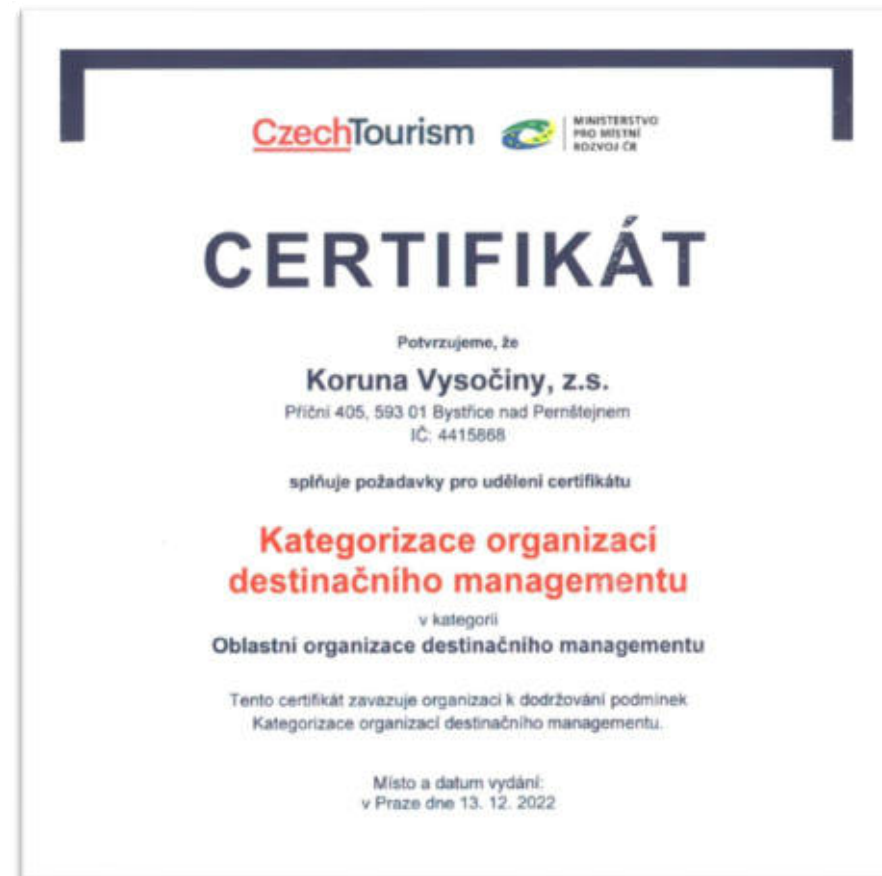 CzechTourism
MINISTERSTVO
PRO MÍSTNÍ
ROZVOJ ČR
CERTIFIKÁT
Potvrzujeme, že
Koruna Vysočiny, z.s.
Příční 405, 593 01 Bystřice nad Pernštejnem
IČ: 4415868
splňuje požadavky pro udělení certifikátu
Kategorizace organizací
destinačního managementu
v kategorii
Oblastní organizace destinačního managementu
Tento certifikát zavazuje organizaci k dodržování podmínek
Kategorizace organizací destinačního managementu.
Místo a datum vydání:
v Praze dne 13. 12. 2022